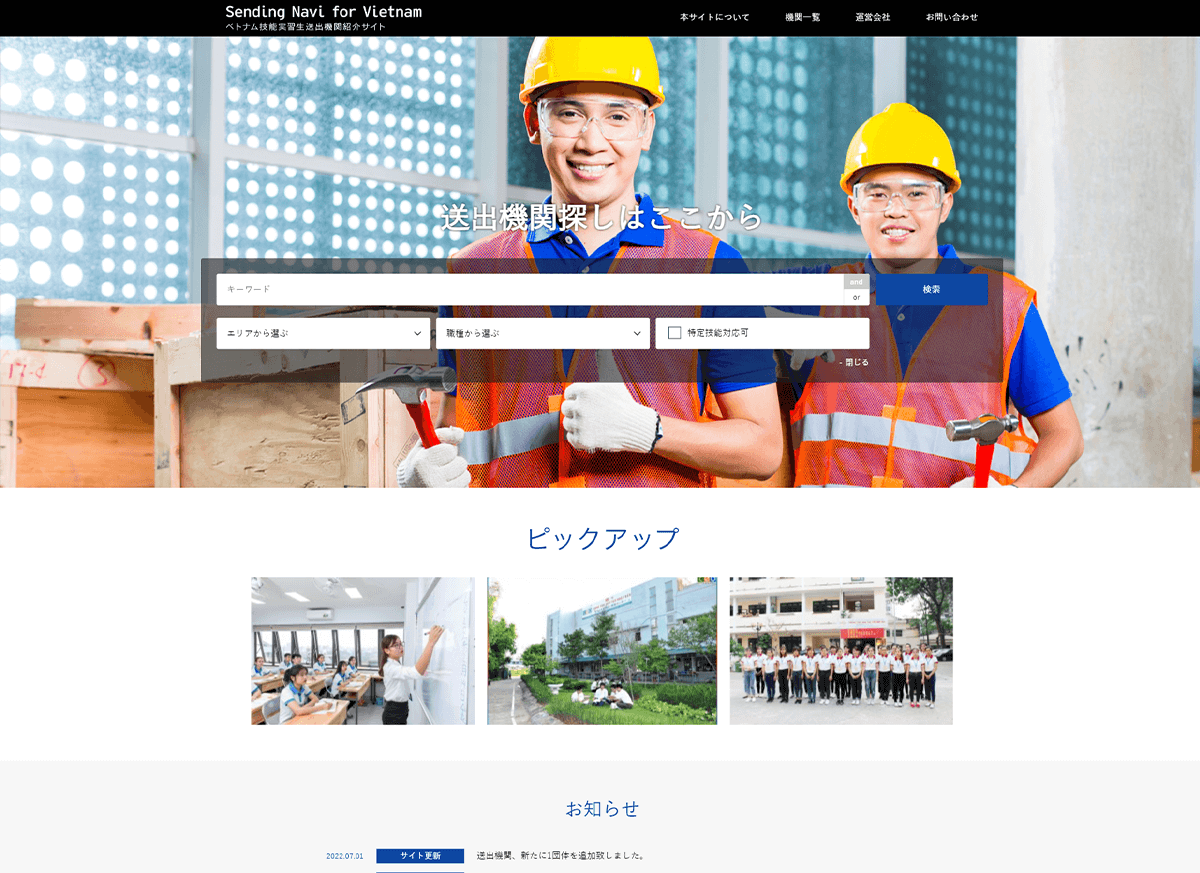 Sending Navi for Vietnam
ベトナム技能実習生送出機関紹介サイト
本サイトについて
機関一覧
運営会社
お問い合わせ
送出機関探しはここから
キーワード
and
or
検索
エリアから選ぶ
職種から選ぶ
特定技能対応可
- 閉じる
ピックアップ
お知らせ
2022.07.01
サイト更新
送出機関、新たに1団体を追加致しました。